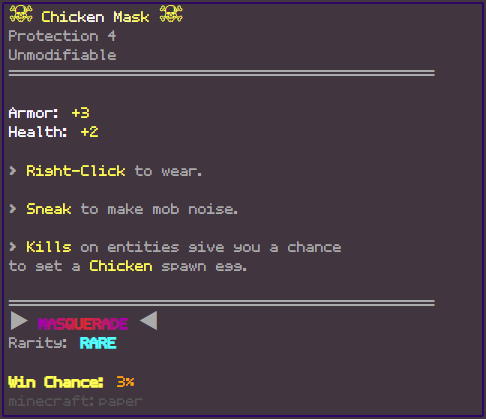 ☠ Chicken Mask ☠
Protection 4
Unmodifiable
Armor: +3
Health: +2
> Right-Click to wear.
> Sneak to make mob noise.
> Kills on entities give you a chance
to get a Chicken spawn egg.
▶ MASQUERADE ◀
Rarity: RARE
Win Chance: 3%
minecraft:paper